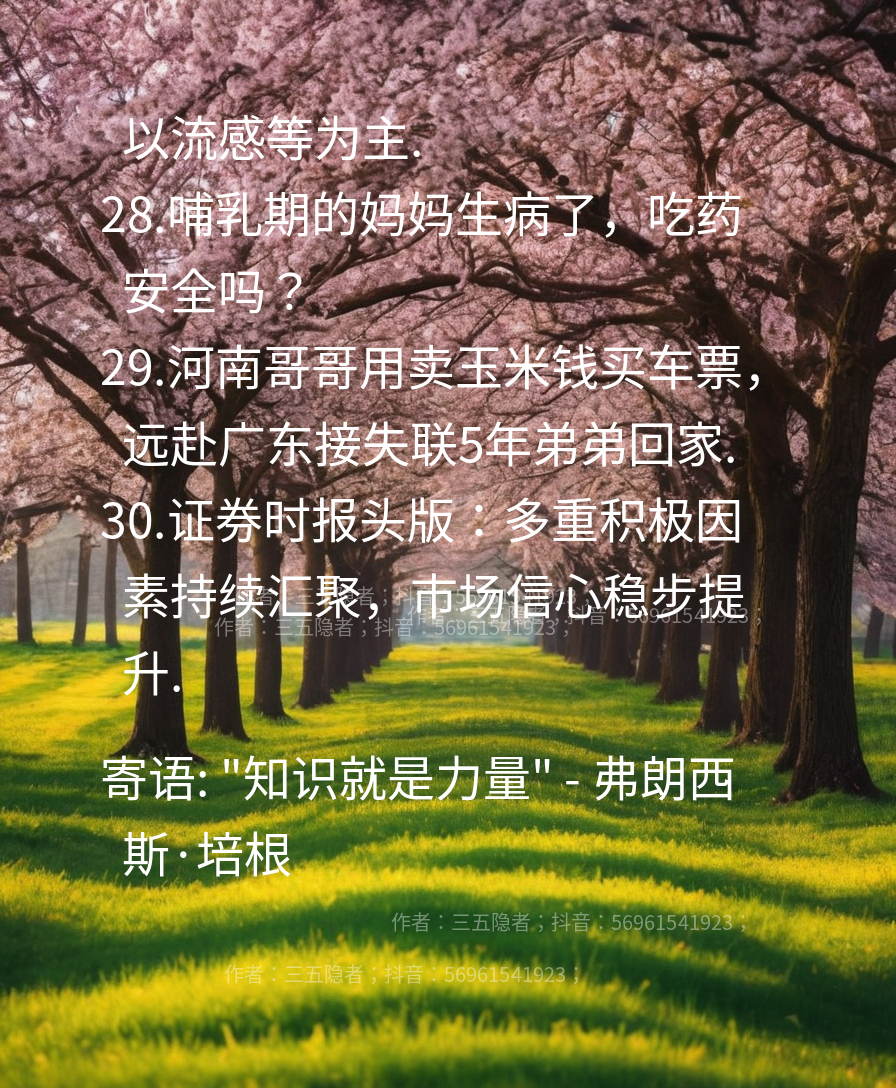 以流感等为主.
28.哺乳期的妈妈生病了，吃药
安全吗？
29.河南哥哥用卖玉米钱买车票，
远赴广东接失联5年弟弟回家.
30.证券时报头版：多重积极因
素持续汇聚，市场信心稳步提
作者：三五隐者；抖音：56961541923；
升.
寄语: "知识就是力量" - 弗朗西
斯·培根
作者：三五隐者；抖音：56961541923；
作者：三五隐者；抖音：56961541923；